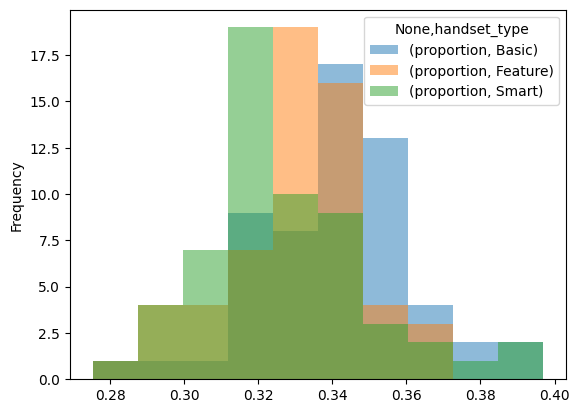 None,handset_type
(proportion, Basic)
(proportion, Feature)
(proportion, Smart)
Frequency
17.5
15.0
12.5
10.0
7.5
5.0
2.5
0.0
0.28 0.30 0.32 0.34 0.36 0.38 0.40